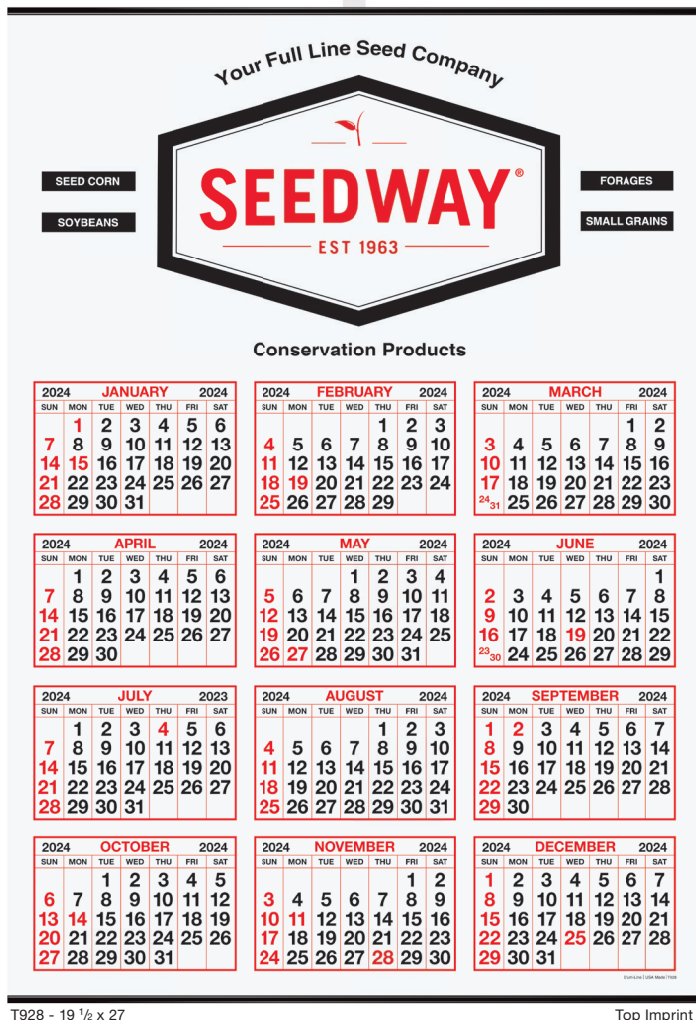 Your Full Line Seed Company
SEEDWAY®
EST 1963
SEED CORN
SOYBEANS
FORAGES
SMALL GRAINS
Conservation Products
2024 JANUARY 2024
SUN MON TUE WED THU FRI SAT
1 2 3 4 5 6
7 8 9 10 11 12 13
14 15 16 17 18 19 20
21 22 23 24 25 26 27
28 29 30 31
2024 FEBRUARY 2024
SUN MON TUE WED THU FRI SAT
1 2 3
4 5 6 7 8 9 10
11 12 13 14 15 16 17
18 19 20 21 22 23 24
25 26 27 28 29
2024 MARCH 2024
SUN MON TUE WED THU FRI SAT
1 2
3 4 5 6 7 8 9
10 11 12 13 14 15 16
17 18 19 20 21 22 23
24 31 25 26 27 28 29 30
2024 APRIL 2024
SUN MON TUE WED THU FRI SAT
1 2 3 4 5 6
7 8 9 10 11 12 13
14 15 16 17 18 19 20
21 22 23 24 25 26 27
28 29 30
2024 MAY 2024
SUN MON TUE WED THU FRI SAT
1 2 3 4
5 6 7 8 9 10 11
12 13 14 15 16 17 18
19 20 21 22 23 24 25
26 27 28 29 30 31
2024 JUNE 2024
SUN MON TUE WED THU FRI SAT
1
2 3 4 5 6 7 8
9 10 11 12 13 14 15
16 17 18 19 20 21 22
23 30 24 25 26 27 28 29
2024 JULY 2023
SUN MON TUE WED THU FRI SAT
1 2 3 4 5 6
7 8 9 10 11 12 13
14 15 16 17 18 19 20
21 22 23 24 25 26 27
28 29 30 31
2024 AUGUST 2024
SUN MON TUE WED THU FRI SAT
1 2 3
4 5 6 7 8 9 10
11 12 13 14 15 16 17
18 19 20 21 22 23 24
25 26 27 28 29 30 31
2024 SEPTEMBER 2024
SUN MON TUE WED THU FRI SAT
1 2 3 4 5 6 7
8 9 10 11 12 13 14
15 16 17 18 19 20 21
22 23 24 25 26 27 28
29 30
2024 OCTOBER 2024
SUN MON TUE WED THU FRI SAT
1 2 3 4 5
6 7 8 9 10 11 12
13 14 15 16 17 18 19
20 21 22 23 24 25 26
27 28 29 30 31
2024 NOVEMBER 2024
SUN MON TUE WED THU FRI SAT
1 2
3 4 5 6 7 8 9
10 11 12 13 14 15 16
17 18 19 20 21 22 23
24 25 26 27 28 29 30
2024 DECEMBER 2024
SUN MON TUE WED THU FRI SAT
1 2 3 4 5 6 7
8 9 10 11 12 13 14
15 16 17 18 19 20 21
22 23 24 25 26 27 28
29 30 31
USA Made
T928 - 19 ½ x 27
Top Imprint